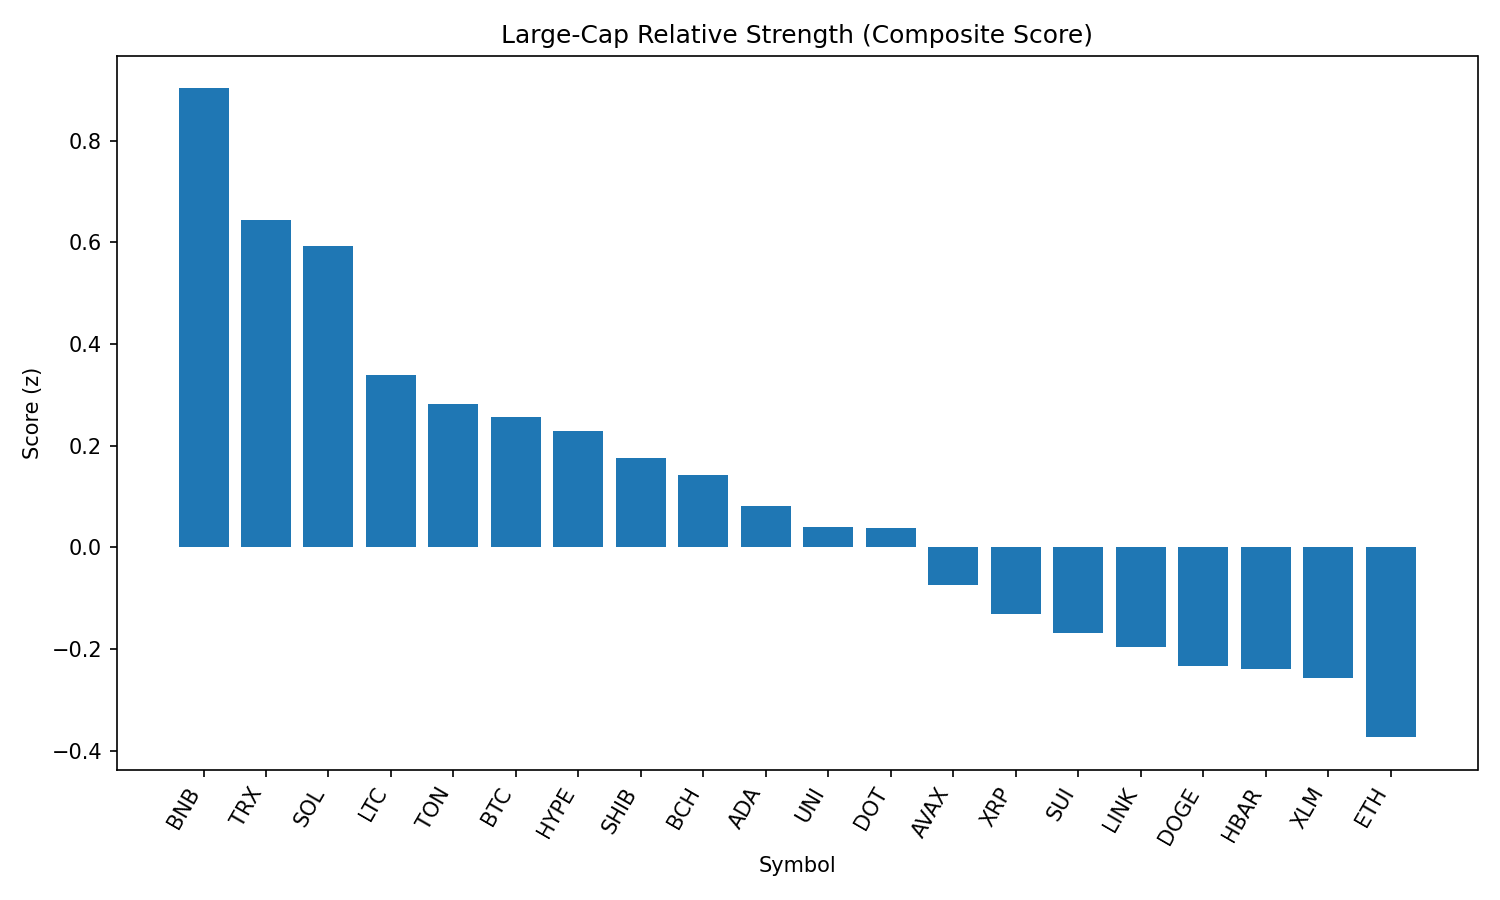 Large-Cap Relative Strength (Composite Score)
Score (z)
0.8
0.6
0.4
0.2
0.0
−0.2
−0.4
BNB
TRX
SOL
LTC
TON
BTC
HYPE
SHIB
BCH
ADA
UNI
DOT
AVAX
XRP
SUI
LINK
DOGE
HBAR
XLM
ETH
Symbol